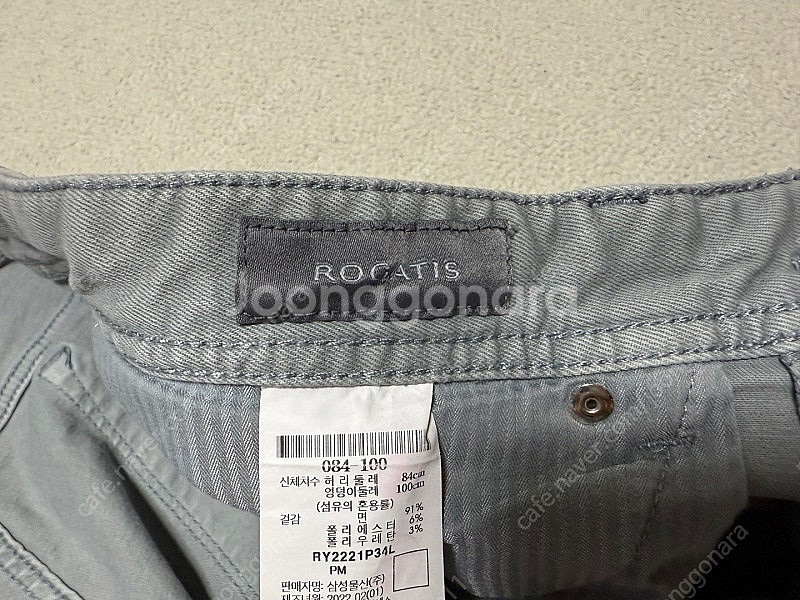 ROGATIS
Joonggonara
084-100
신체치수 허리둘레 84cm
엉덩이둘레 100cm
(섬유의 혼용률)
겉감 면 91%
폴리에스터 6%
폴리우레탄 3%
RY2221P34L
PM
판매자명: 삼성물산(주)
제조년월: 2022.02(01)
cafe.naver.com/joonggonara